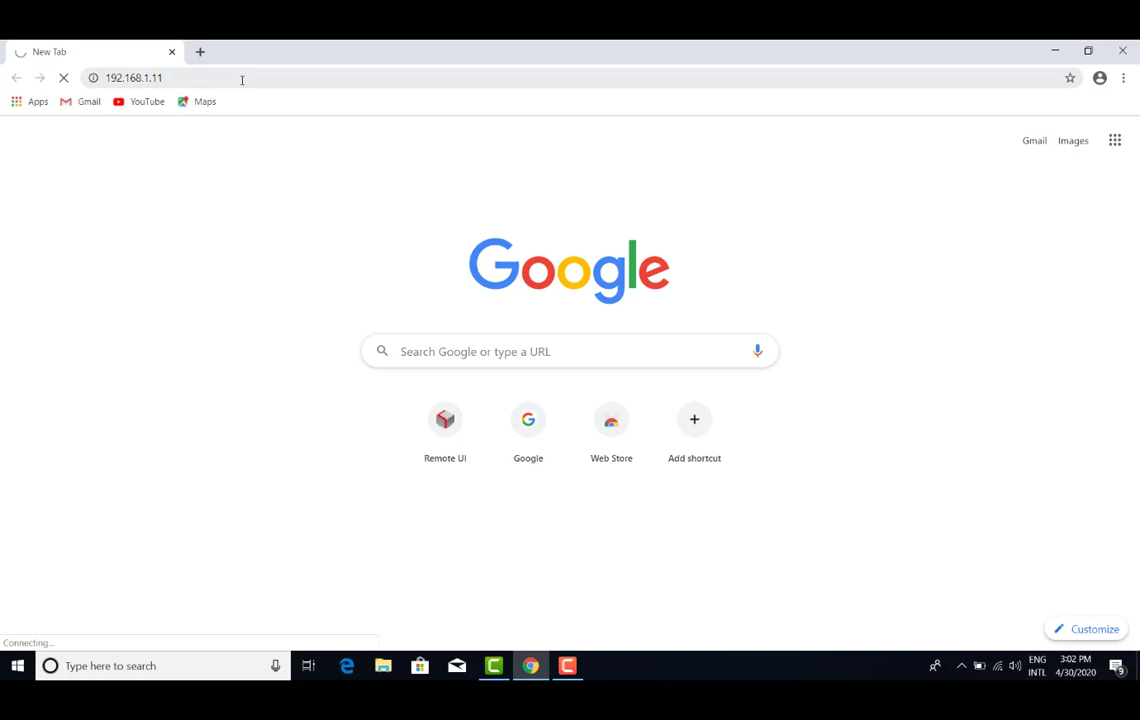 New Tab
192.168.1.11
Apps Gmail YouTube Maps
Gmail Images
Google
Search Google or type a URL
Remote UI Google Web Store Add shortcut
Customize
Connecting...
Type here to search
ENG 3:02 PM
INTL 4/30/2020 9